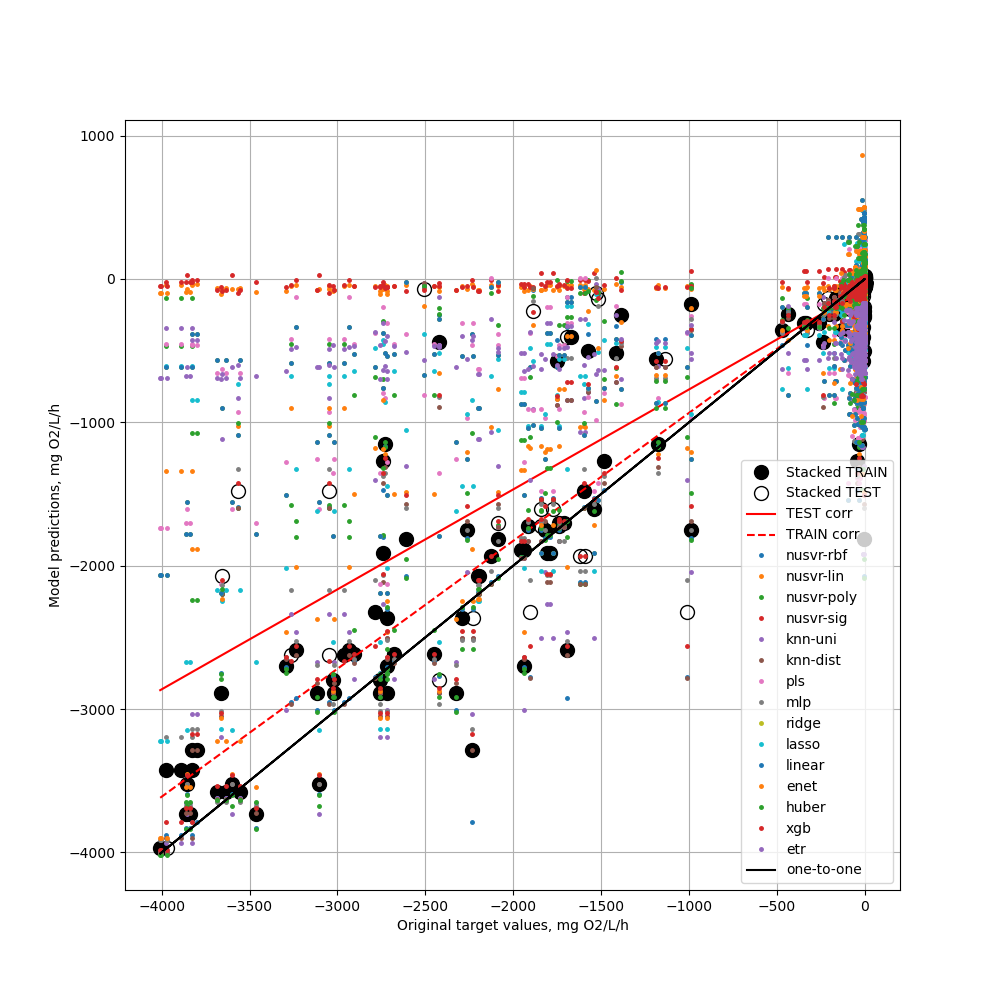 1000
0
−1000
−2000
−3000
−4000
Model predictions, mg O2/L/h
−4000 −3500 −3000 −2500 −2000 −1500 −1000 −500 0
Original target values, mg O2/L/h
Stacked TRAIN
Stacked TEST
TEST corr
TRAIN corr
nusvr-rbf
nusvr-lin
nusvr-poly
nusvr-sig
knn-uni
knn-dist
pls
mlp
ridge
lasso
linear
enet
huber
xgb
etr
one-to-one